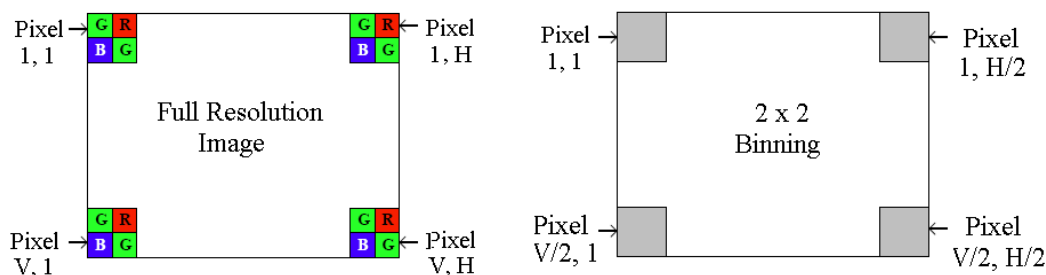 Pixel
1, 1
G R
B G
G R
B G
Pixel
1, H
Full Resolution
Image
Pixel
V, 1
G R
B G
G R
B G
Pixel
V, H
Pixel
1, 1
Pixel
1, H/2
2 x 2
Binning
Pixel
V/2, 1
Pixel
V/2, H/2